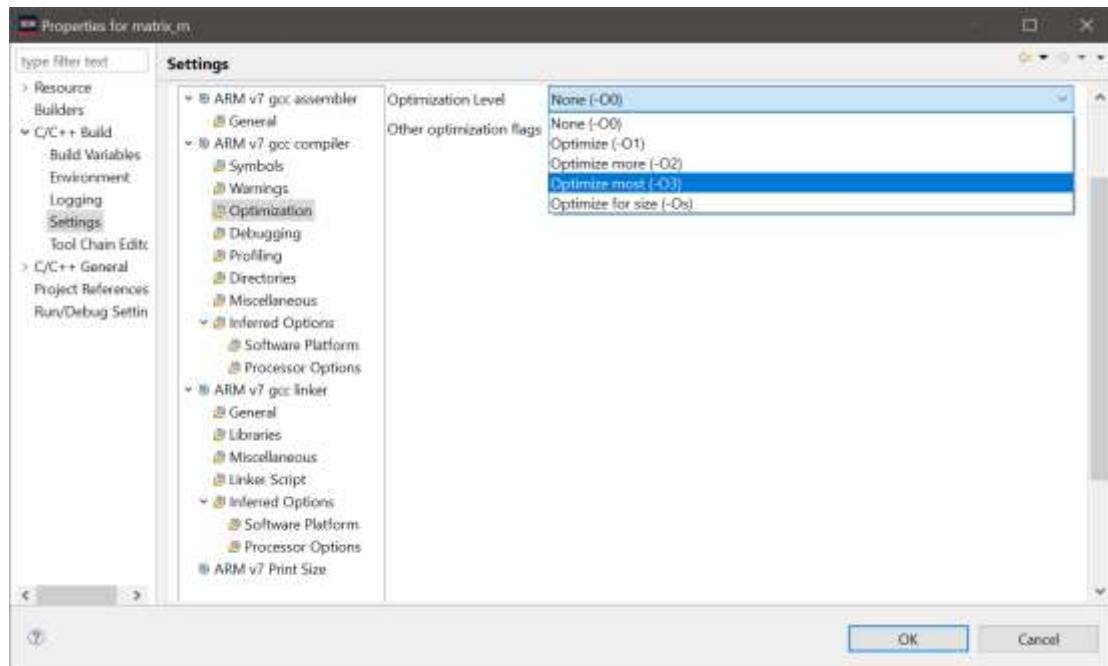 Properties for matrix_m
type filter text
Settings
Resource
Builders
C/C++ Build
Build Variables
Environment
Logging
Settings
Tool Chain Edito
C/C++ General
Project References
Run/Debug Settin
ARM v7 gcc assembler
General
ARM v7 gcc compiler
Symbols
Warnings
Optimization
Debugging
Profiling
Directories
Miscellaneous
Inferred Options
Software Platform
Processor Options
ARM v7 gcc linker
General
Libraries
Miscellaneous
Linker Script
Inferred Options
Software Platform
Processor Options
ARM v7 Print Size
Optimization Level
None (-O0)
Other optimization flags
None (-O0)
Optimize (-O1)
Optimize more (-O2)
Optimize most (-O3)
Optimize for size (-Os)
OK
Cancel